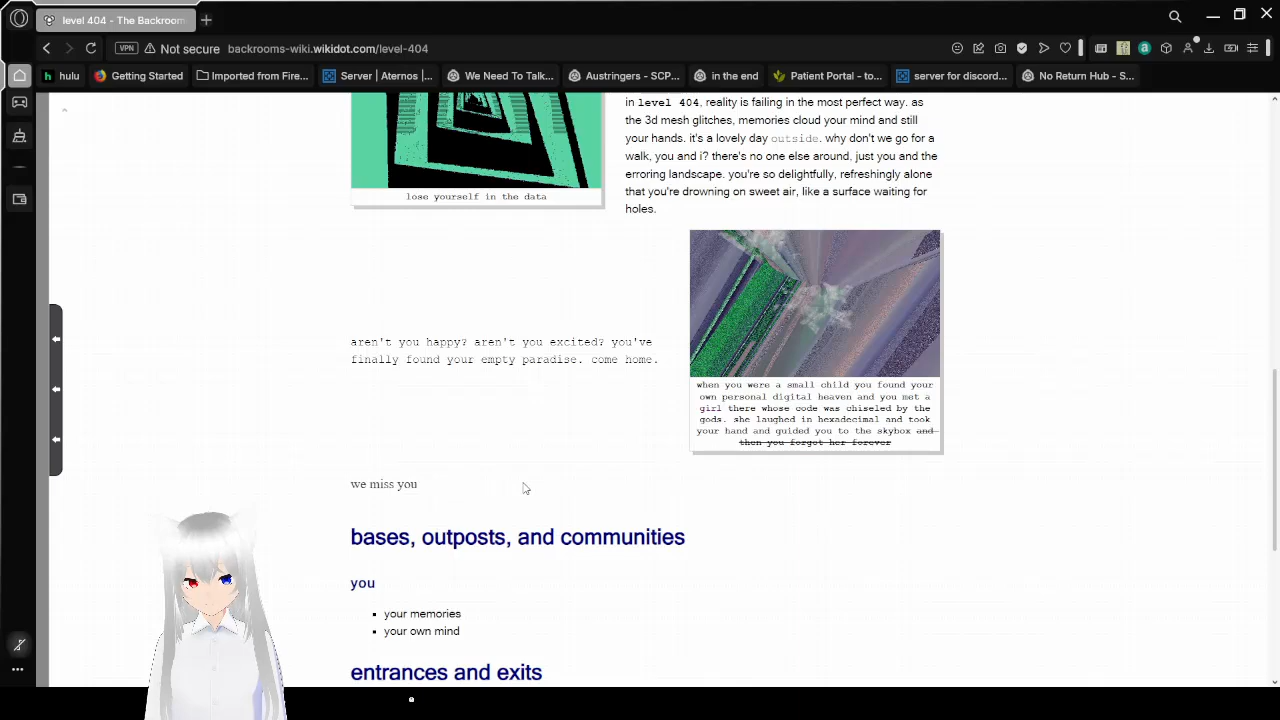 level 404 - The Backroom
VPN
Not secure
backrooms-wiki.wikidot.com/level-404
hulu
Getting Started
Imported from Fire...
Server | Aternos |...
We Need To Talk...
Austringers - SCP...
in the end
Patient Portal - to...
server for discord...
No Return Hub - S...
in level 404, reality is failing in the most perfect way. as
the 3d mesh glitches, memories cloud your mind and still
your hands. it's a lovely day outside. why don't we go for a
walk, you and i? there's no one else around, just you and the
erroring landscape. you're so delightfully, refreshingly alone
that you're drowning on sweet air, like a surface waiting for
holes.
lose yourself in the data
aren't you happy? aren't you excited? you've
finally found your empty paradise. come home.
when you were a small child you found your
own personal digital heaven and you met a
girl there whose code was chiseled by the
gods. she laughed in hexadecimal and took
your hand and guided you to the skybox and
then you forgot her forever
we miss you
bases, outposts, and communities
you
your memories
your own mind
entrances and exits